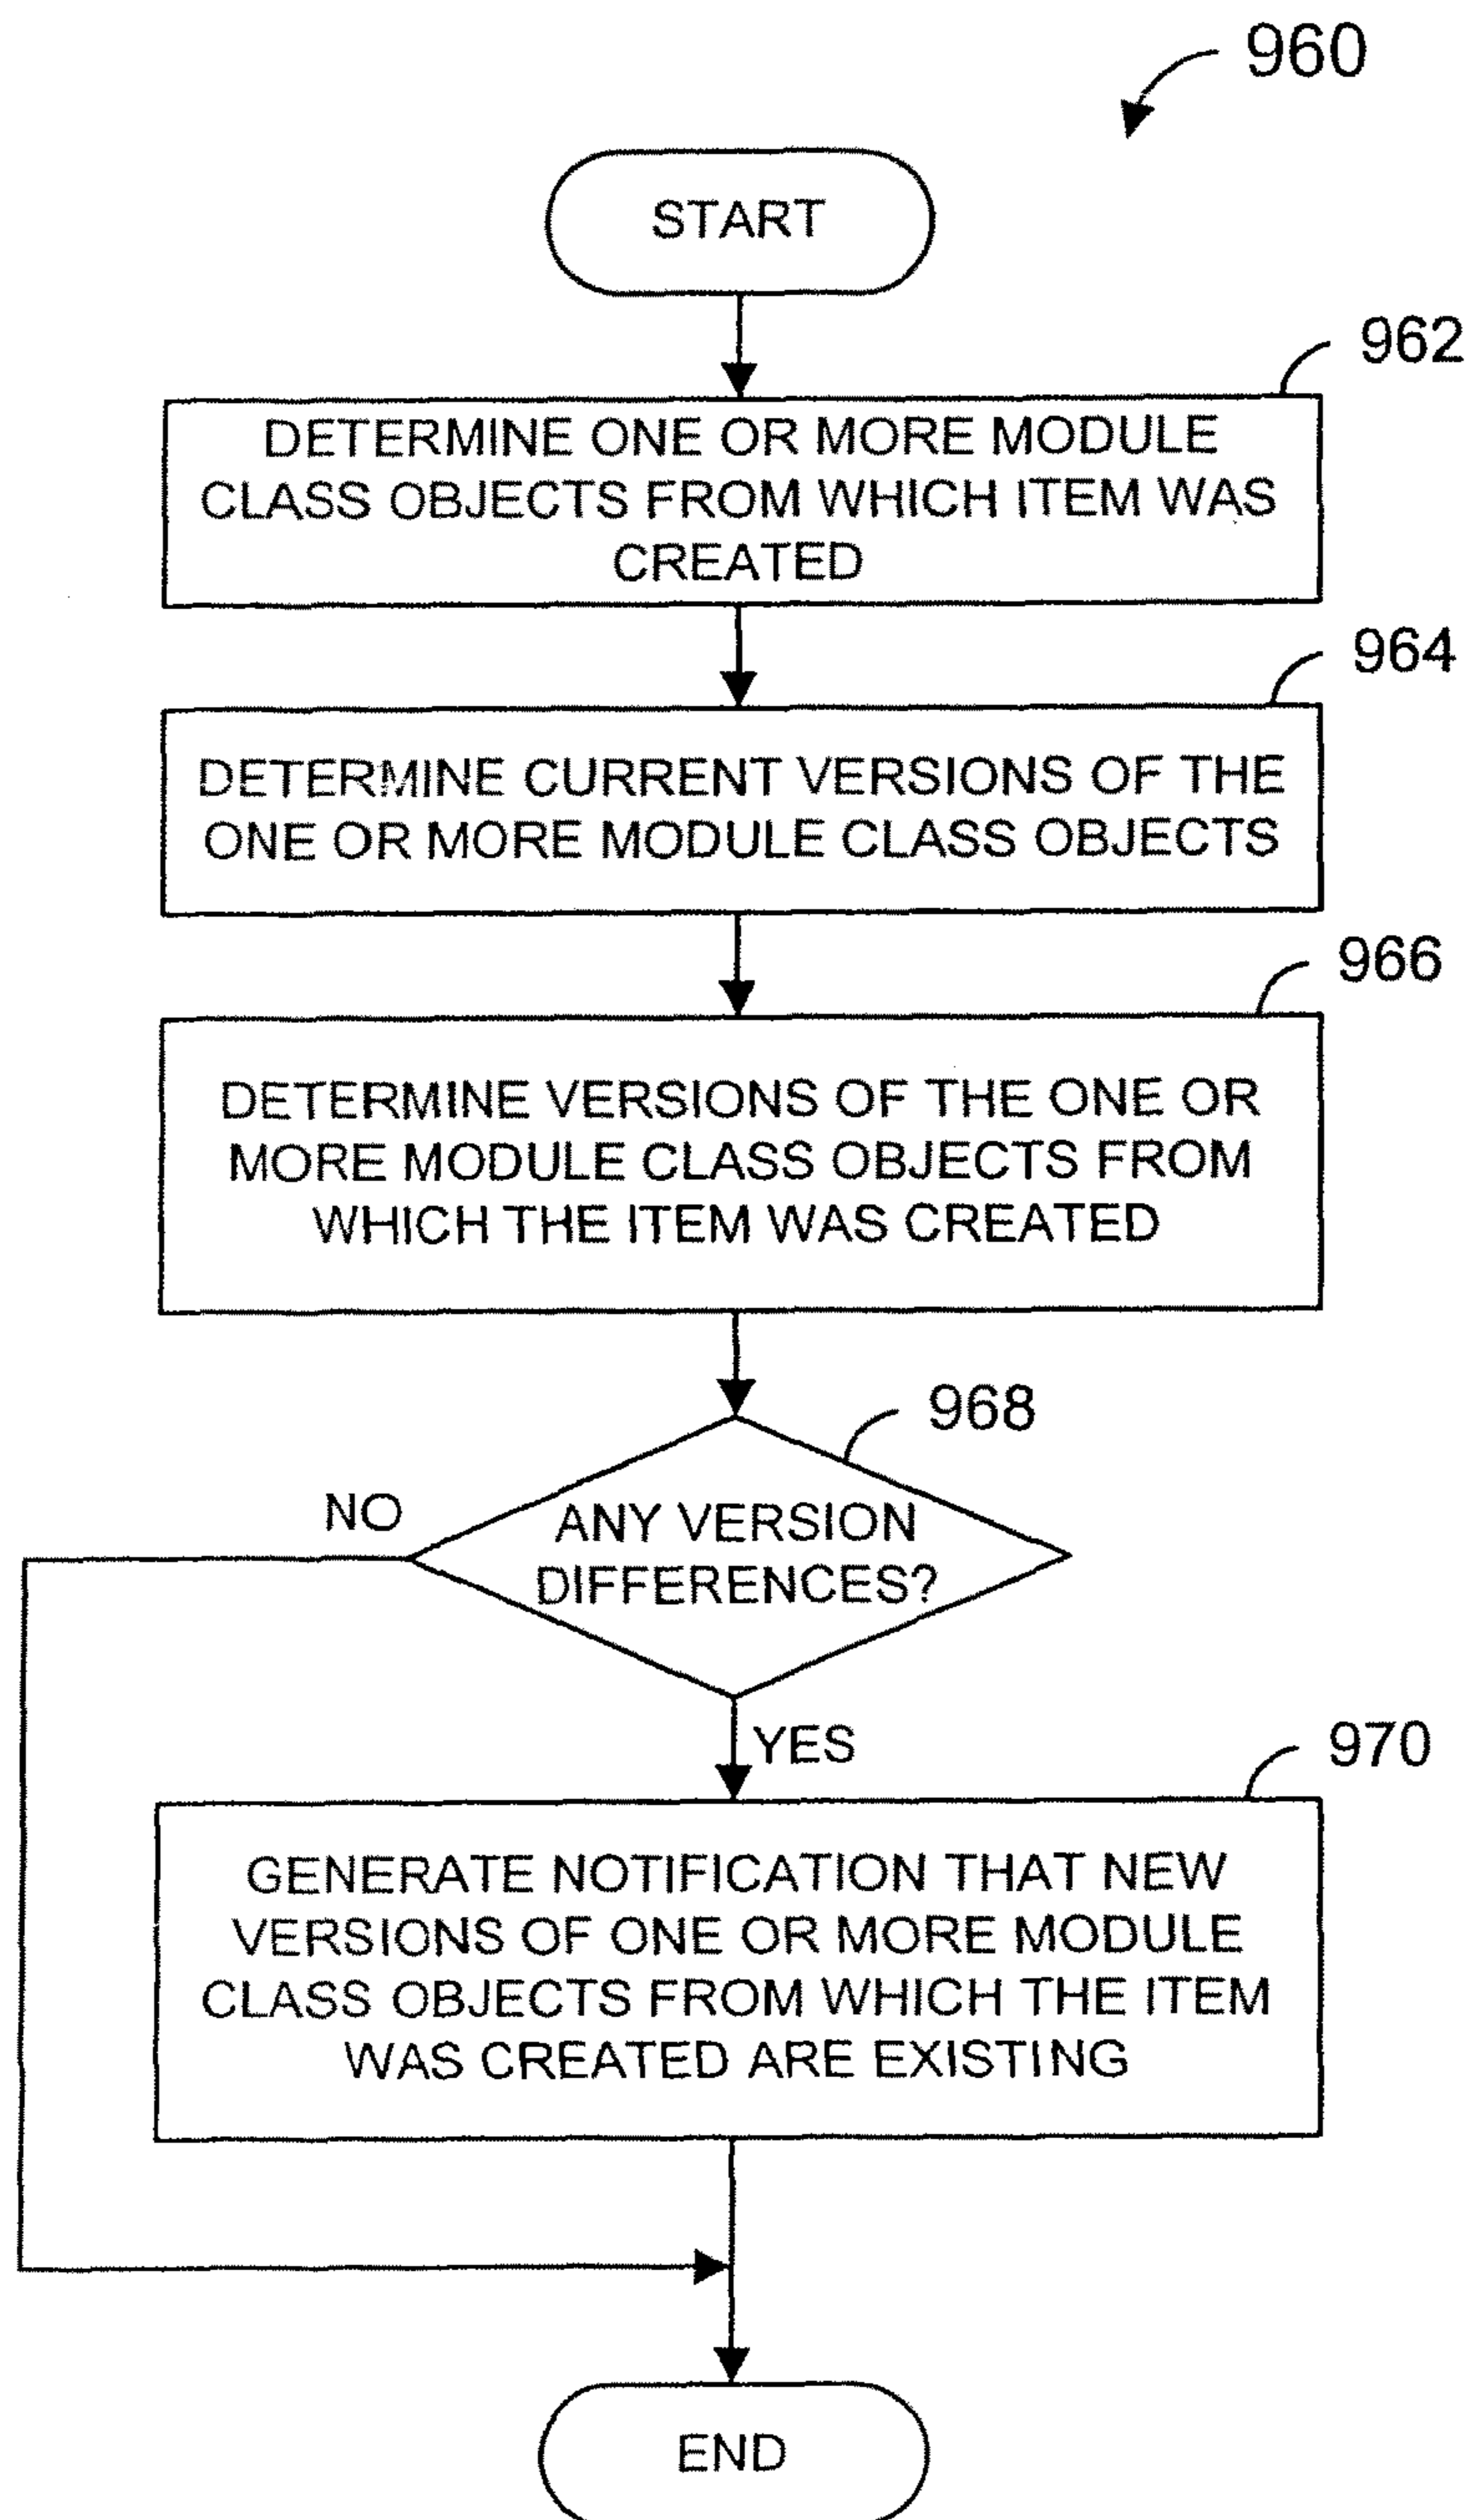 960
START
962
DETERMINE ONE OR MORE MODULE
CLASS OBJECTS FROM WHICH ITEM WAS
CREATED
964
DETERMINE CURRENT VERSIONS OF THE
ONE OR MORE MODULE CLASS OBJECTS
966
DETERMINE VERSIONS OF THE ONE OR
MORE MODULE CLASS OBJECTS FROM
WHICH THE ITEM WAS CREATED
968
NO
ANY VERSION
DIFFERENCES?
YES
970
GENERATE NOTIFICATION THAT NEW
VERSIONS OF ONE OR MORE MODULE
CLASS OBJECTS FROM WHICH THE ITEM
WAS CREATED ARE EXISTING
END